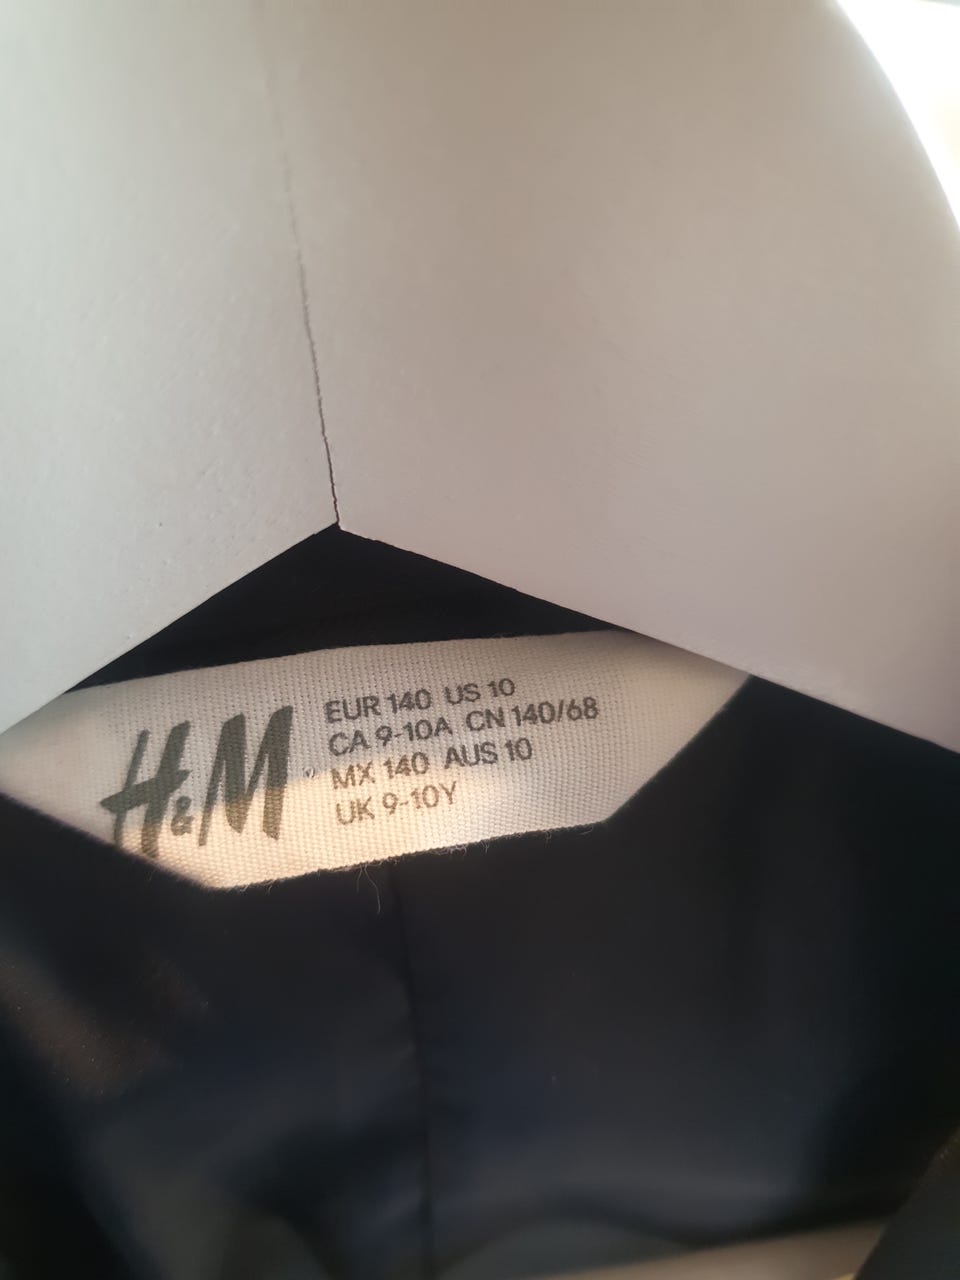 H&M
EUR 140 US 10
CA 9-10A CN 140/68
MX 140 AUS 10
UK 9-10Y